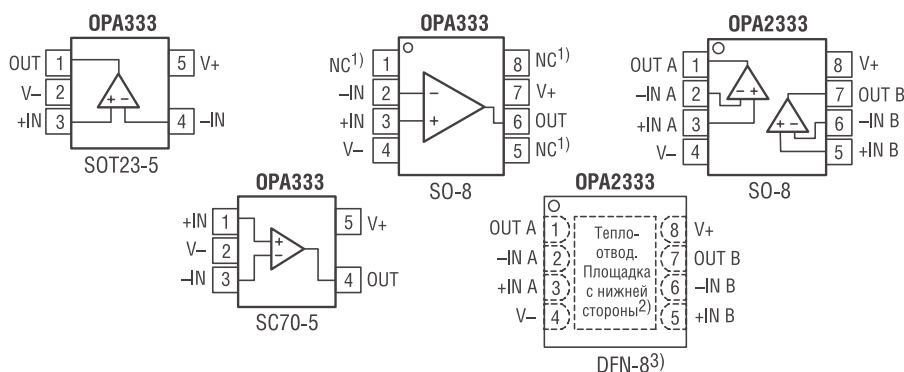 OPA333
OUT 1 5 V+
V– 2
+IN 3 4 –IN
+ –
SOT23-5
OPA333
NC1) 1 8 NC1)
–IN 2 – 7 V+
+IN 3 + 6 OUT
V– 4 5 NC1)
SO-8
OPA2333
OUT A 1 8 V+
–IN A 2 – + 7 OUT B
+IN A 3 + – 6 –IN B
V– 4 5 +IN B
SO-8
OPA333
+IN 1 + 5 V+
V– 2 –
–IN 3 4 OUT
SC70-5
OPA2333
OUT A 1 8 V+
–IN A 2 7 OUT B
+IN A 3 6 –IN B
V– 4 5 +IN B
Тепло-
отвод.
Площадка
с нижней
стороны2)
DFN-83)